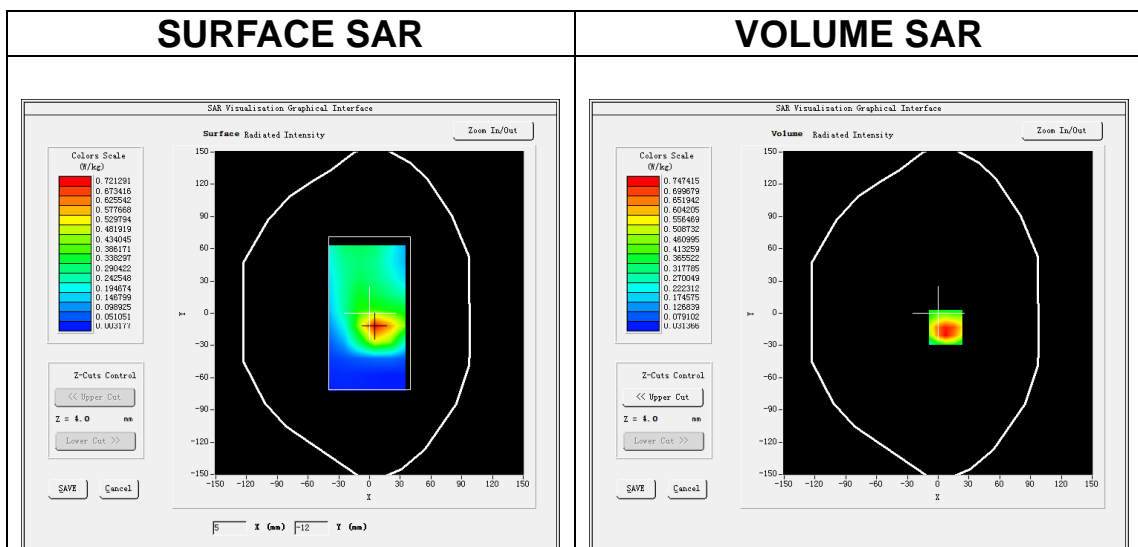 SURFACE SAR
VOLUME SAR
SAR Visualisation Graphical Interface
Surface Radiated Intensity
Zoom In/Out
Colors Scale
(W/kg)
0.721291
0.673416
0.625542
0.577668
0.529794
0.481919
0.434045
0.386171
0.338297
0.290422
0.242548
0.194674
0.146799
0.098925
0.051051
0.003177
150
120
90
60
30
0
-30
-60
-90
-120
-150
Y
-150 -120 -90 -60 -30 0 30 60 90 120 150
X
Z-Cuts Control
<< Upper Cut
Z = 4.0 mm
Lower Cut >>
SAVE Cancel
5 X (mm) -12 Y (mm)
SAR Visualisation Graphical Interface
Volume Radiated Intensity
Zoom In/Out
Colors Scale
(W/kg)
0.747415
0.699679
0.651942
0.604205
0.556469
0.508732
0.460995
0.413259
0.365522
0.317785
0.270049
0.222312
0.174575
0.126839
0.079102
0.031366
150
120
90
60
30
0
-30
-60
-90
-120
-150
Y
-150 -120 -90 -60 -30 0 30 60 90 120 150
X
Z-Cuts Control
<< Upper Cut
Z = 4.0 mm
Lower Cut >>
SAVE Cancel